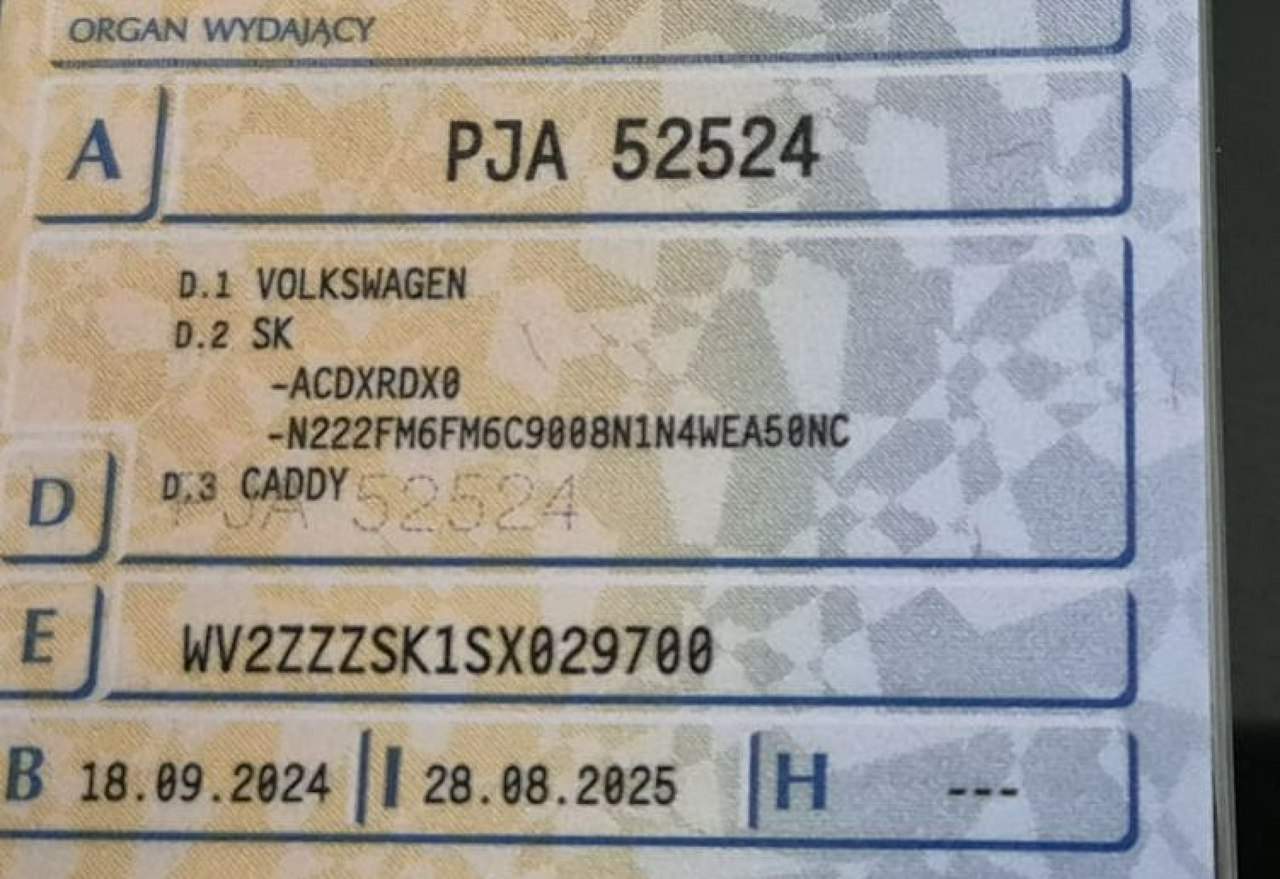 ORGAN WYDAJĄCY
A PJA 52524
D.1 VOLKSWAGEN
D.2 SK
-ACDXRDX0
-N222FM6FM6C9008N1N4WEA50NC
D D.3 CADDY
PJA 52524
E WV2ZZZSK1SX029700
B 18.09.2024 I 28.08.2025 H ---